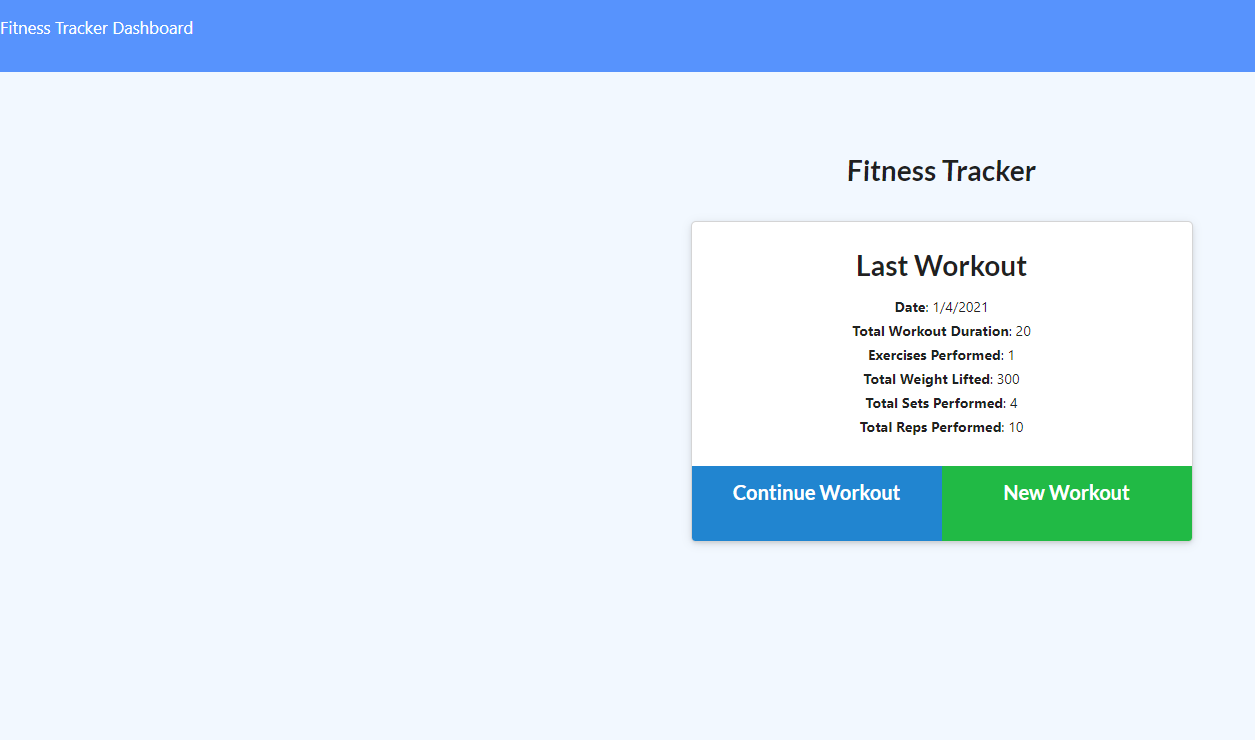 Fitness Tracker Dashboard
Fitness Tracker
Last Workout
Date: 1/4/2021
Total Workout Duration: 20
Exercises Performed: 1
Total Weight Lifted: 300
Total Sets Performed: 4
Total Reps Performed: 10
Continue Workout
New Workout